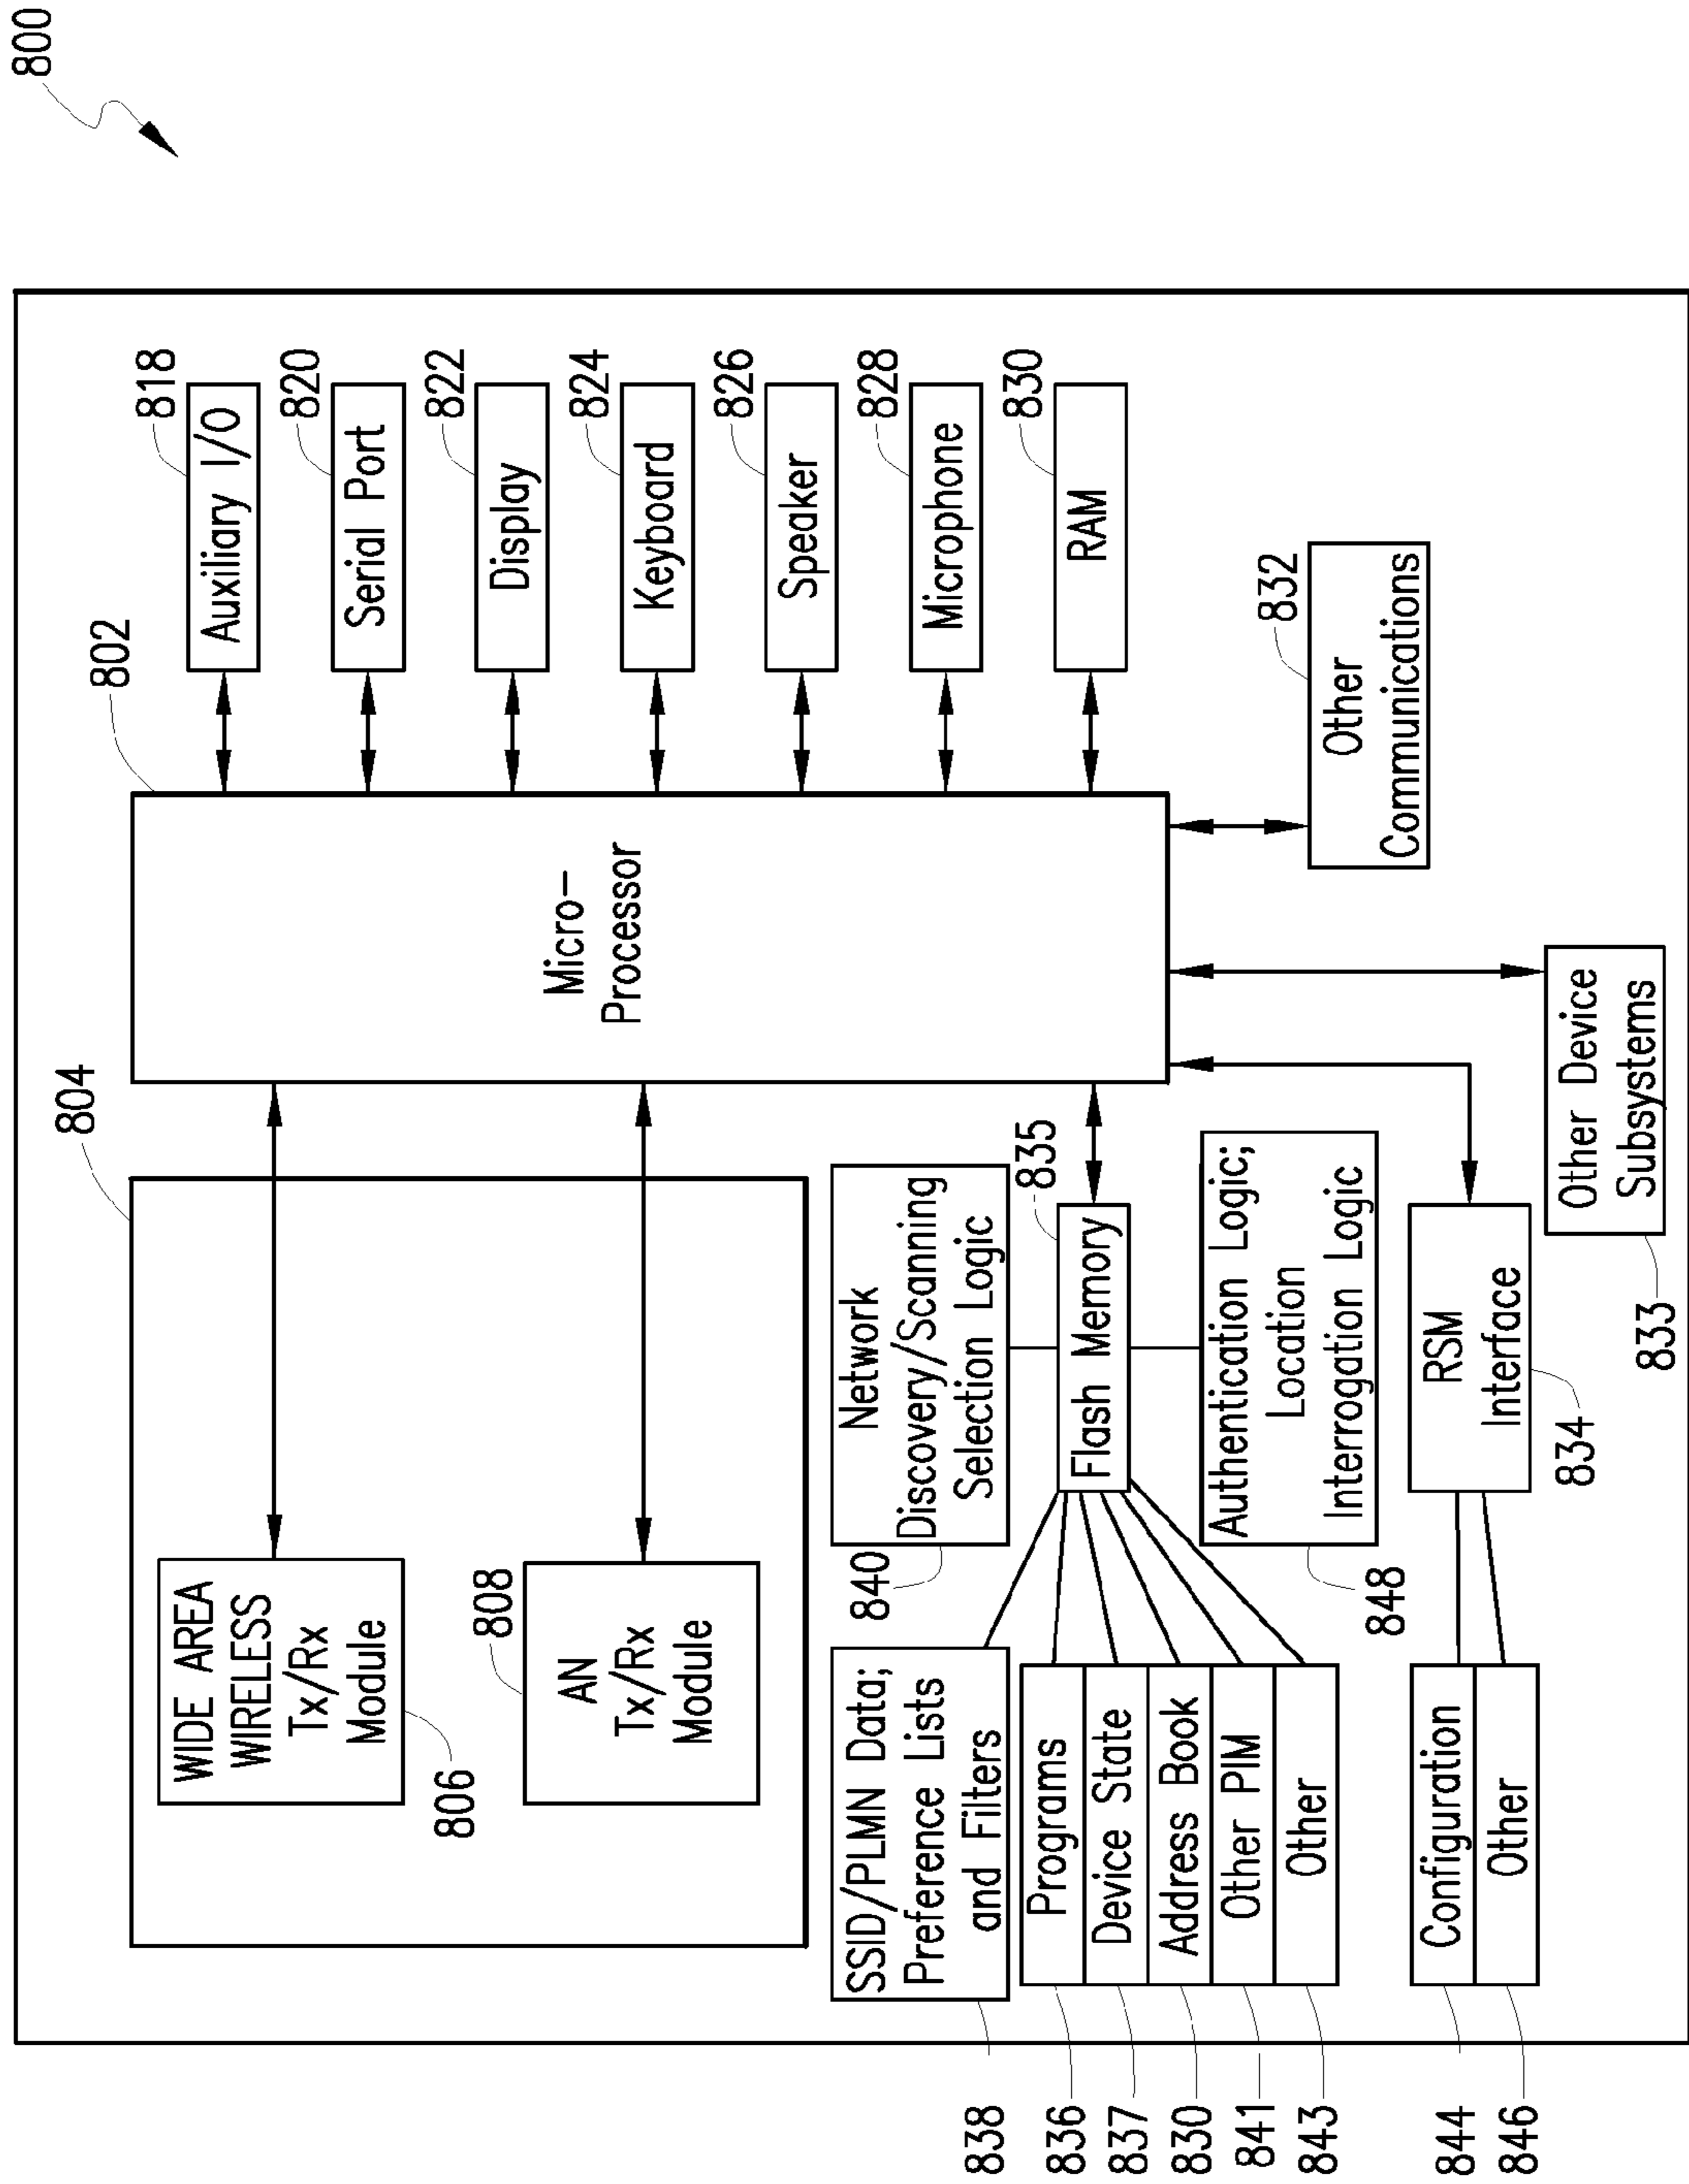 800
804
802
WIDE AREA
WIRELESS
Tx/Rx
Module
806
808
AN
Tx/Rx
Module
Micro-
Processor
Auxiliary I/O
818
Serial Port
820
Display
822
Keyboard
824
Speaker
826
Microphone
828
RAM
830
Other
Communications
832
Other Device
Subsystems
833
RSM
Interface
834
Flash Memory
835
Network
Discovery/Scanning
Selection Logic
840
Authentication Logic;
Location
Interrogation Logic
848
SSID/PLMN Data;
Preference Lists
and Filters
838
Programs
836
Device State
837
Address Book
830
Other PIM
841
Other
843
Configuration
844
Other
846